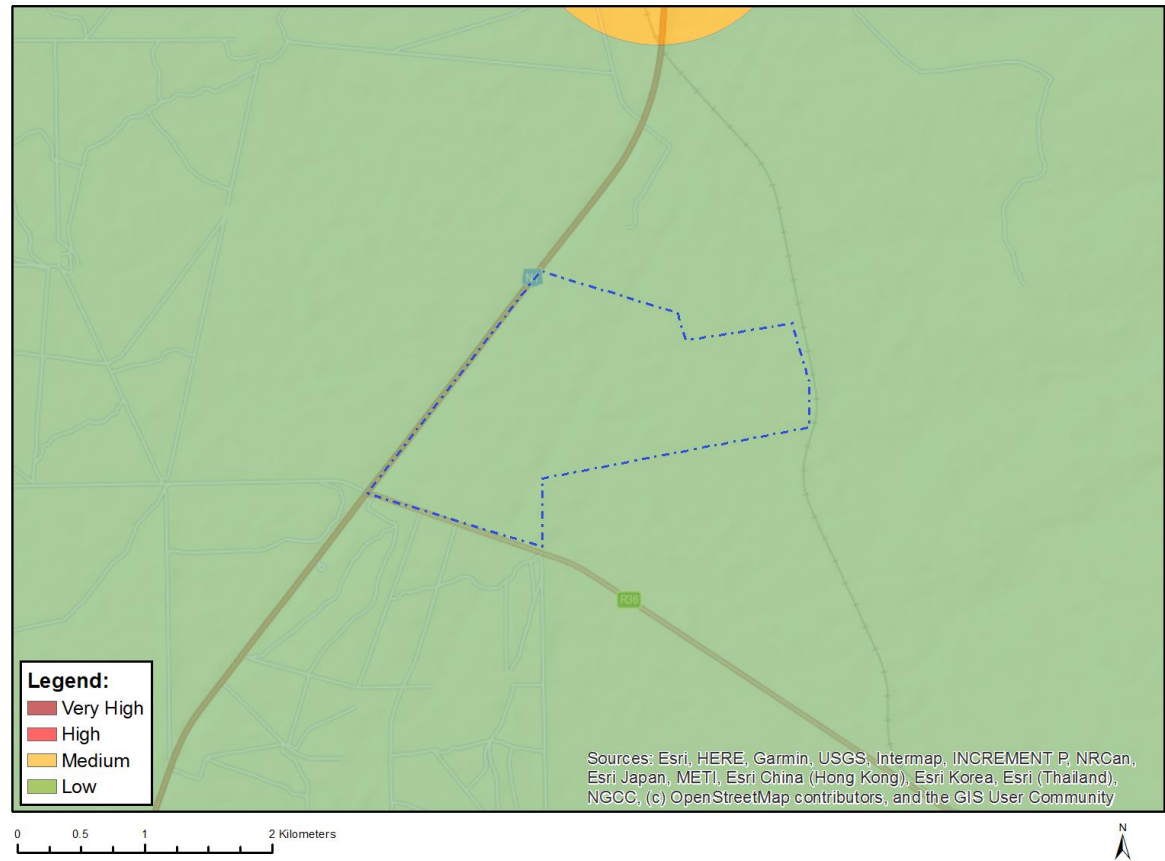 R36
Legend:
Very High
High
Medium
Low
Sources: Esri, HERE, Garmin, USGS, Intermap, INCREMENT P, NRCan,
Esri Japan, METI, Esri China (Hong Kong), Esri Korea, Esri (Thailand),
NGCC, (c) OpenStreetMap contributors, and the GIS User Community
0 0.5 1 2 Kilometers
N